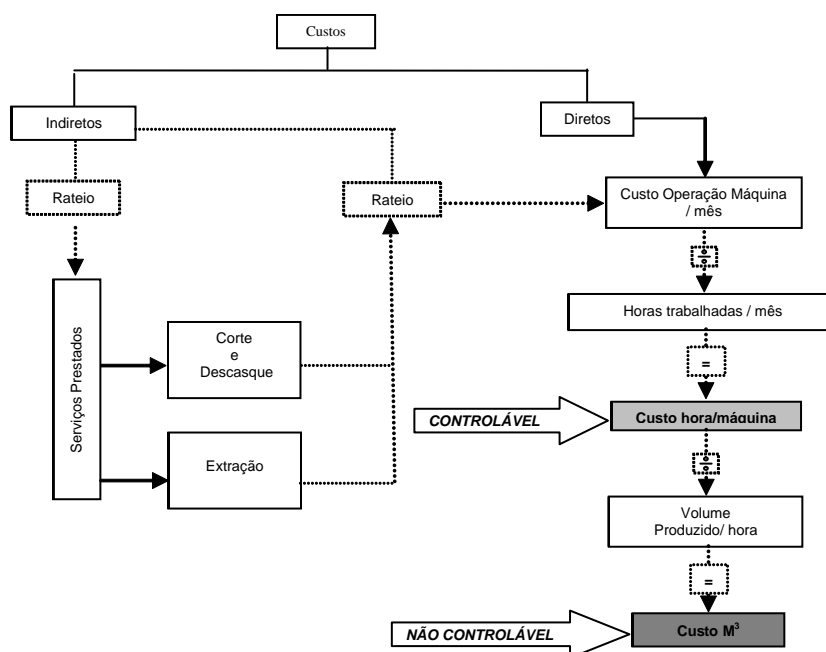 Custos
Indiretos
Diretos
Rateio
Rateio
Custo Operação Máquina
/ mês
÷
Serviços Prestados
Corte
e
Descasque
Horas trabalhadas / mês
=
CONTROLÁVEL
Custo hora/máquina
÷
Extração
Volume
Produzido/ hora
=
NÃO CONTROLÁVEL
Custo M³